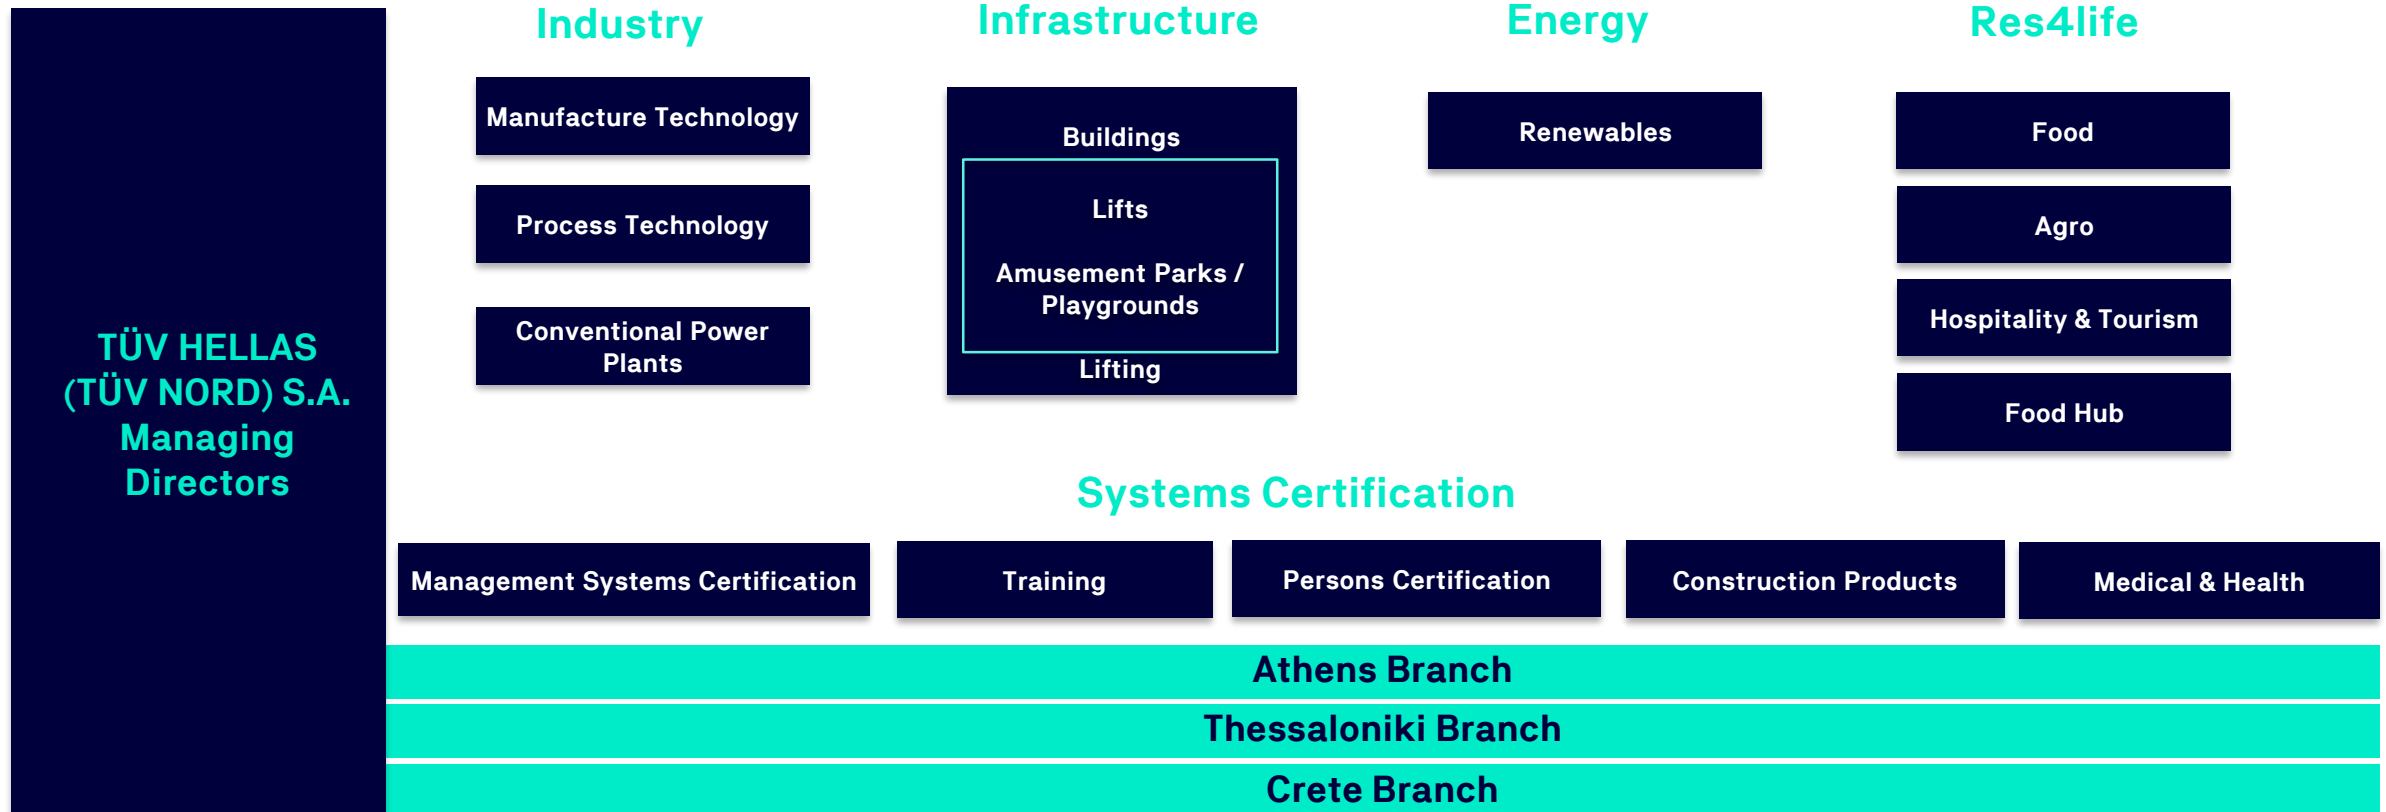 TÜV HELLAS
(TÜV NORD) S.A.
Managing
Directors
Industry
Manufacture Technology
Process Technology
Conventional Power
Plants
Infrastructure
Buildings
Lifts
Amusement Parks /
Playgrounds
Lifting
Energy
Renewables
Res4life
Food
Agro
Hospitality & Tourism
Food Hub
Systems Certification
Management Systems Certification
Training
Persons Certification
Construction Products
Medical & Health
Athens Branch
Thessaloniki Branch
Crete Branch